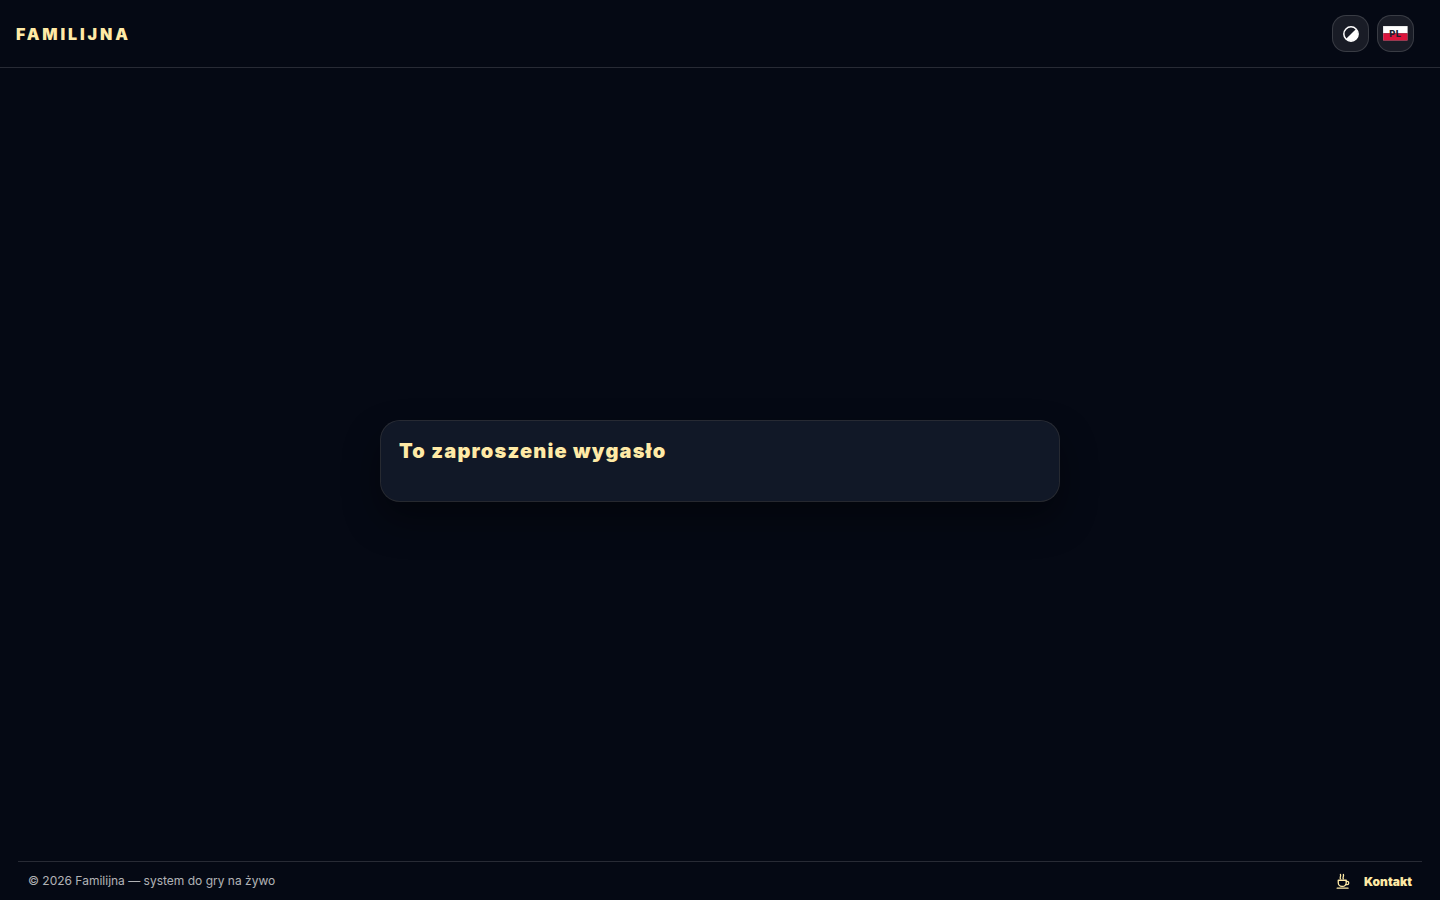 FAMILIJNA
PL
To zaproszenie wygasło
© 2026 Familijna — system do gry na żywo
Kontakt